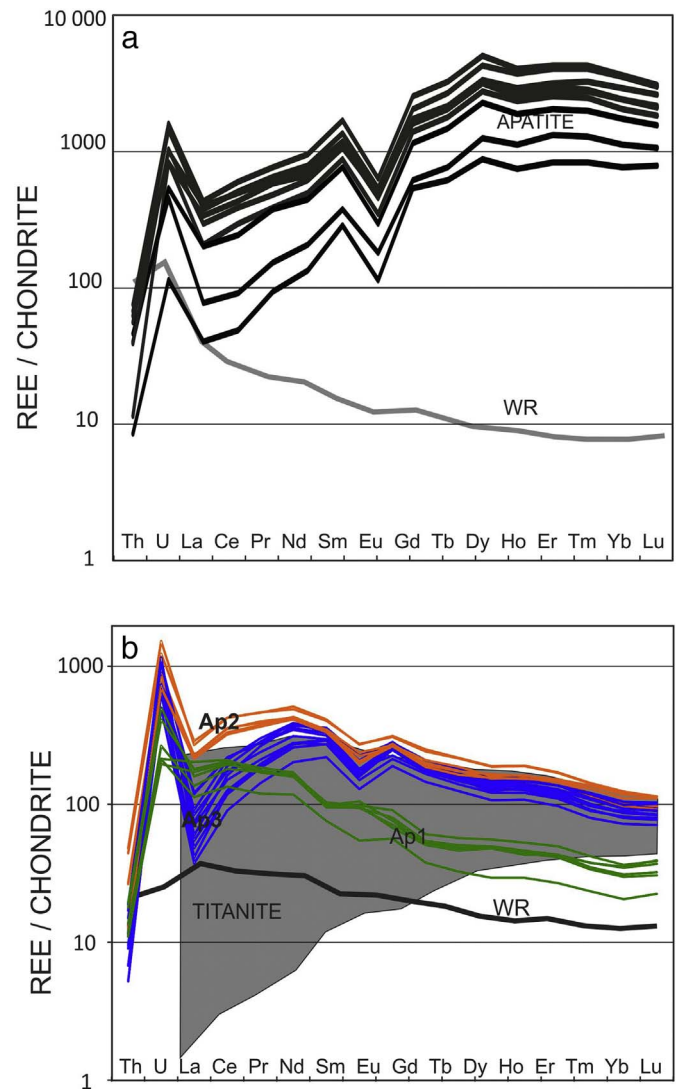 a
10 000
1000
100
10
1
REE / CHONDRITE
APATITE
WR
Th U La Ce Pr Nd Sm Eu Gd Tb Dy Ho Er Tm Yb Lu
b
1000
100
10
1
REE / CHONDRITE
Ap2
Ap3
Ap1
TITANITE
WR
Th U La Ce Pr Nd Sm Eu Gd Tb Dy Ho Er Tm Yb Lu